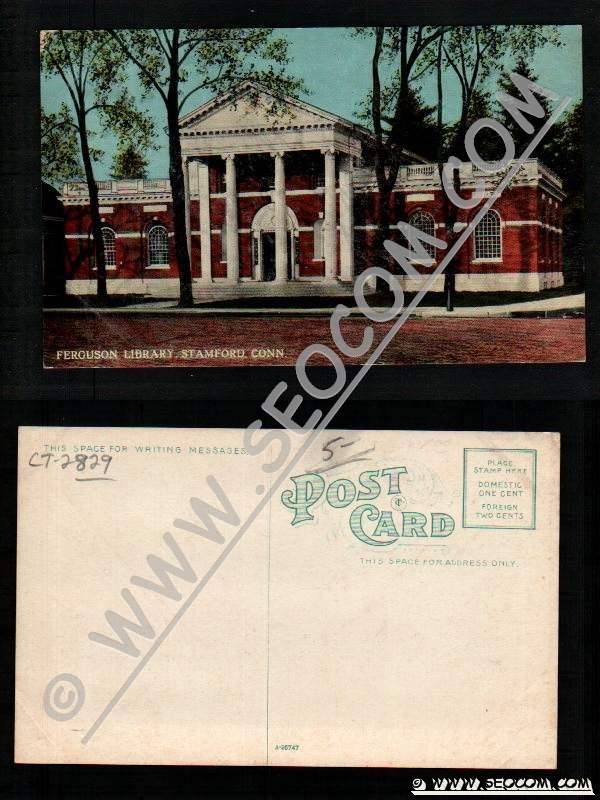 FERGUSON LIBRARY, STAMFORD, CONN.
© WWW.SEOCOM.COM
THIS SPACE FOR WRITING MESSAGES.
CT-2829
5-
POST CARD
PLACE
STAMP HERE
DOMESTIC
ONE CENT
FOREIGN
TWO CENTS
THIS SPACE FOR ADDRESS ONLY.
A-26747
© WWW.SEOCOM.COM